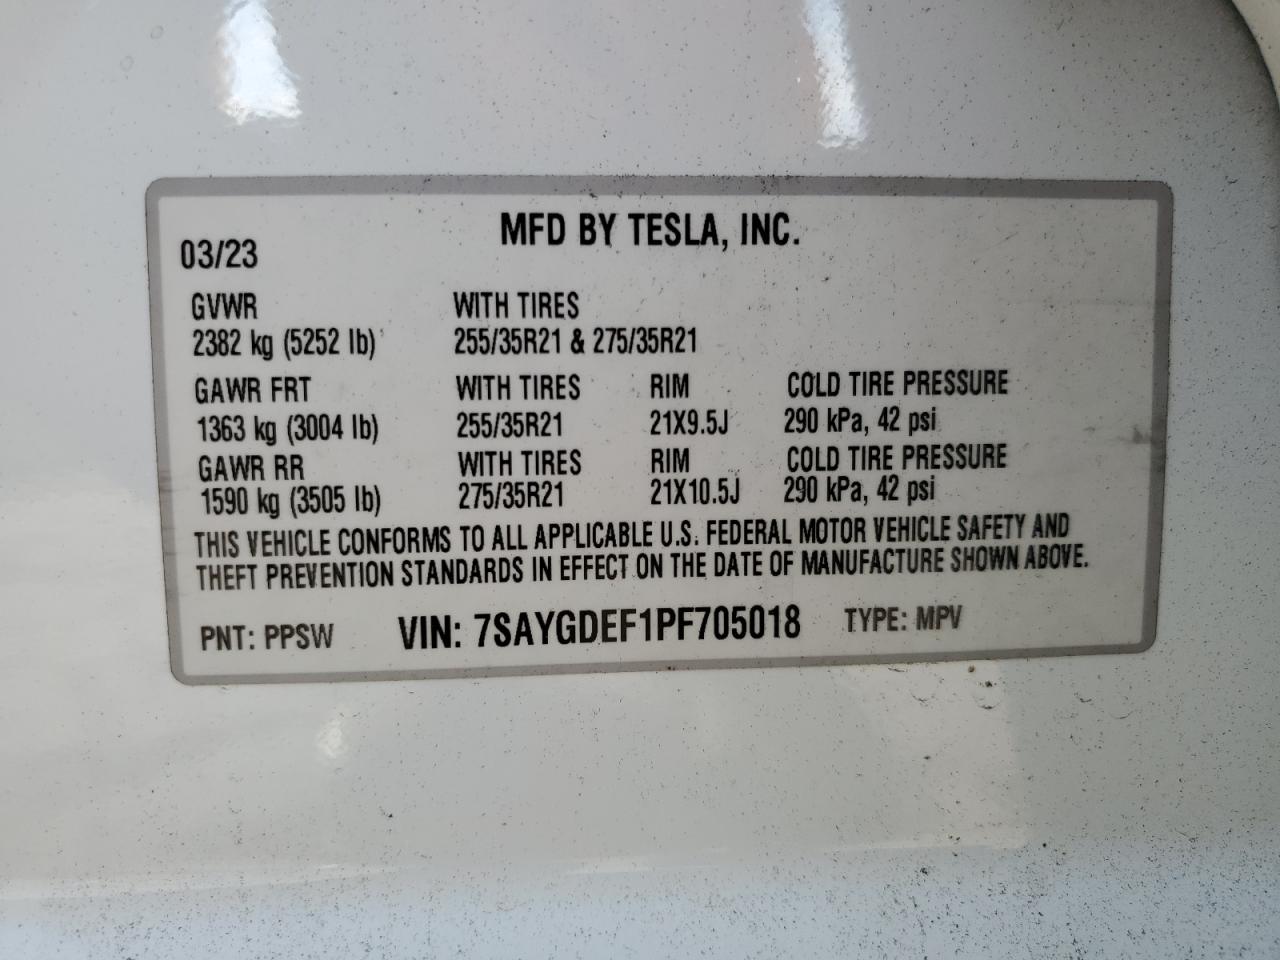 MFD BY TESLA, INC.
03/23
GVWR WITH TIRES
2382 kg (5252 lb) 255/35R21 & 275/35R21
GAWR FRT WITH TIRES RIM COLD TIRE PRESSURE
1363 kg (3004 lb) 255/35R21 21X9.5J 290 kPa, 42 psi
GAWR RR WITH TIRES RIM COLD TIRE PRESSURE
1590 kg (3505 lb) 275/35R21 21X10.5J 290 kPa, 42 psi
THIS VEHICLE CONFORMS TO ALL APPLICABLE U.S. FEDERAL MOTOR VEHICLE SAFETY AND
THEFT PREVENTION STANDARDS IN EFFECT ON THE DATE OF MANUFACTURE SHOWN ABOVE.
PNT: PPSW VIN: 7SAYGDEF1PF705018 TYPE: MPV